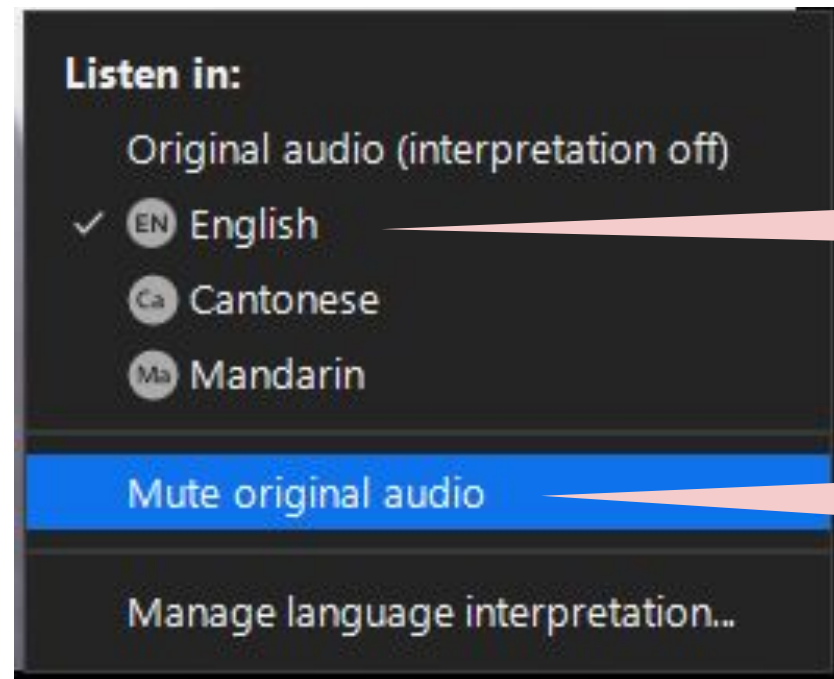 Listen in:
Original audio (interpretation off)
EN English
Ca Cantonese
Ma Mandarin
Mute original audio
Manage language interpretation...